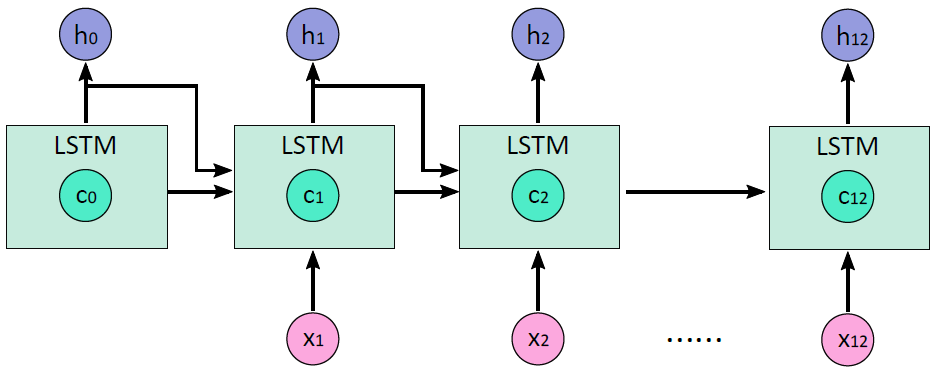 h0 h1 h2 h12
LSTM LSTM LSTM LSTM
c0 c1 c2 c12
x1 x2 ...... x12